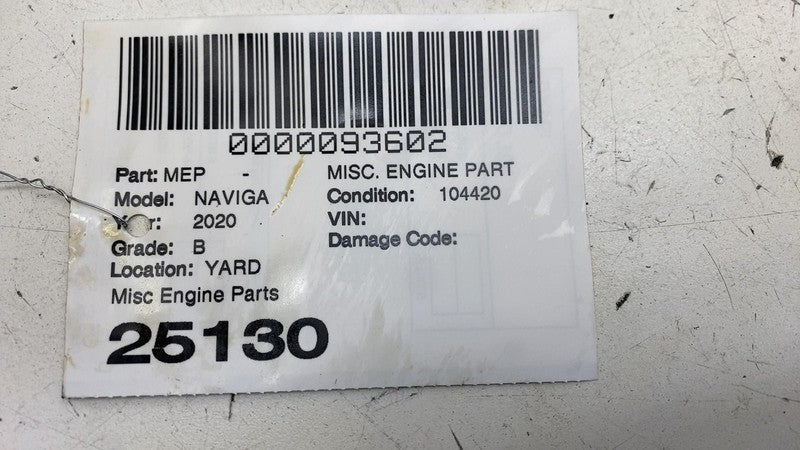 0000093602
Part: MEP - MISC. ENGINE PART
Model: NAVIGA Condition: 104420
Year: 2020 VIN:
Grade: B Damage Code:
Location: YARD
Misc Engine Parts
25130